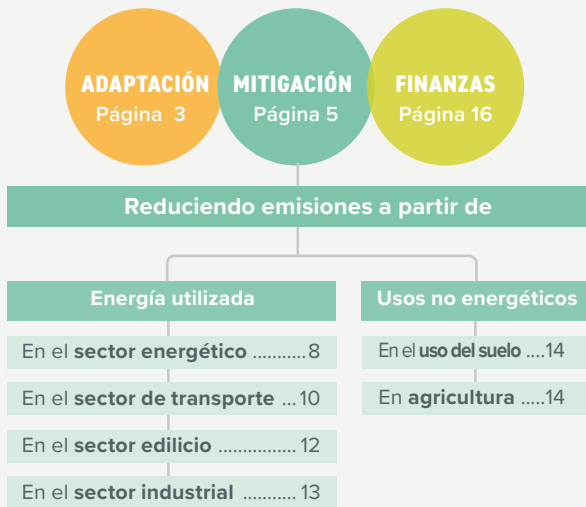 ADAPTACIÓN
Página 3
MITIGACIÓN
Página 5
FINANZAS
Página 16
Reduciendo emisiones a partir de
Energía utilizada
En el sector energético ...........8
En el sector de transporte ...10
En el sector edilicio ................ 12
En el sector industrial ........... 13
Usos no energéticos
En el uso del suelo ....14
En agricultura .....14